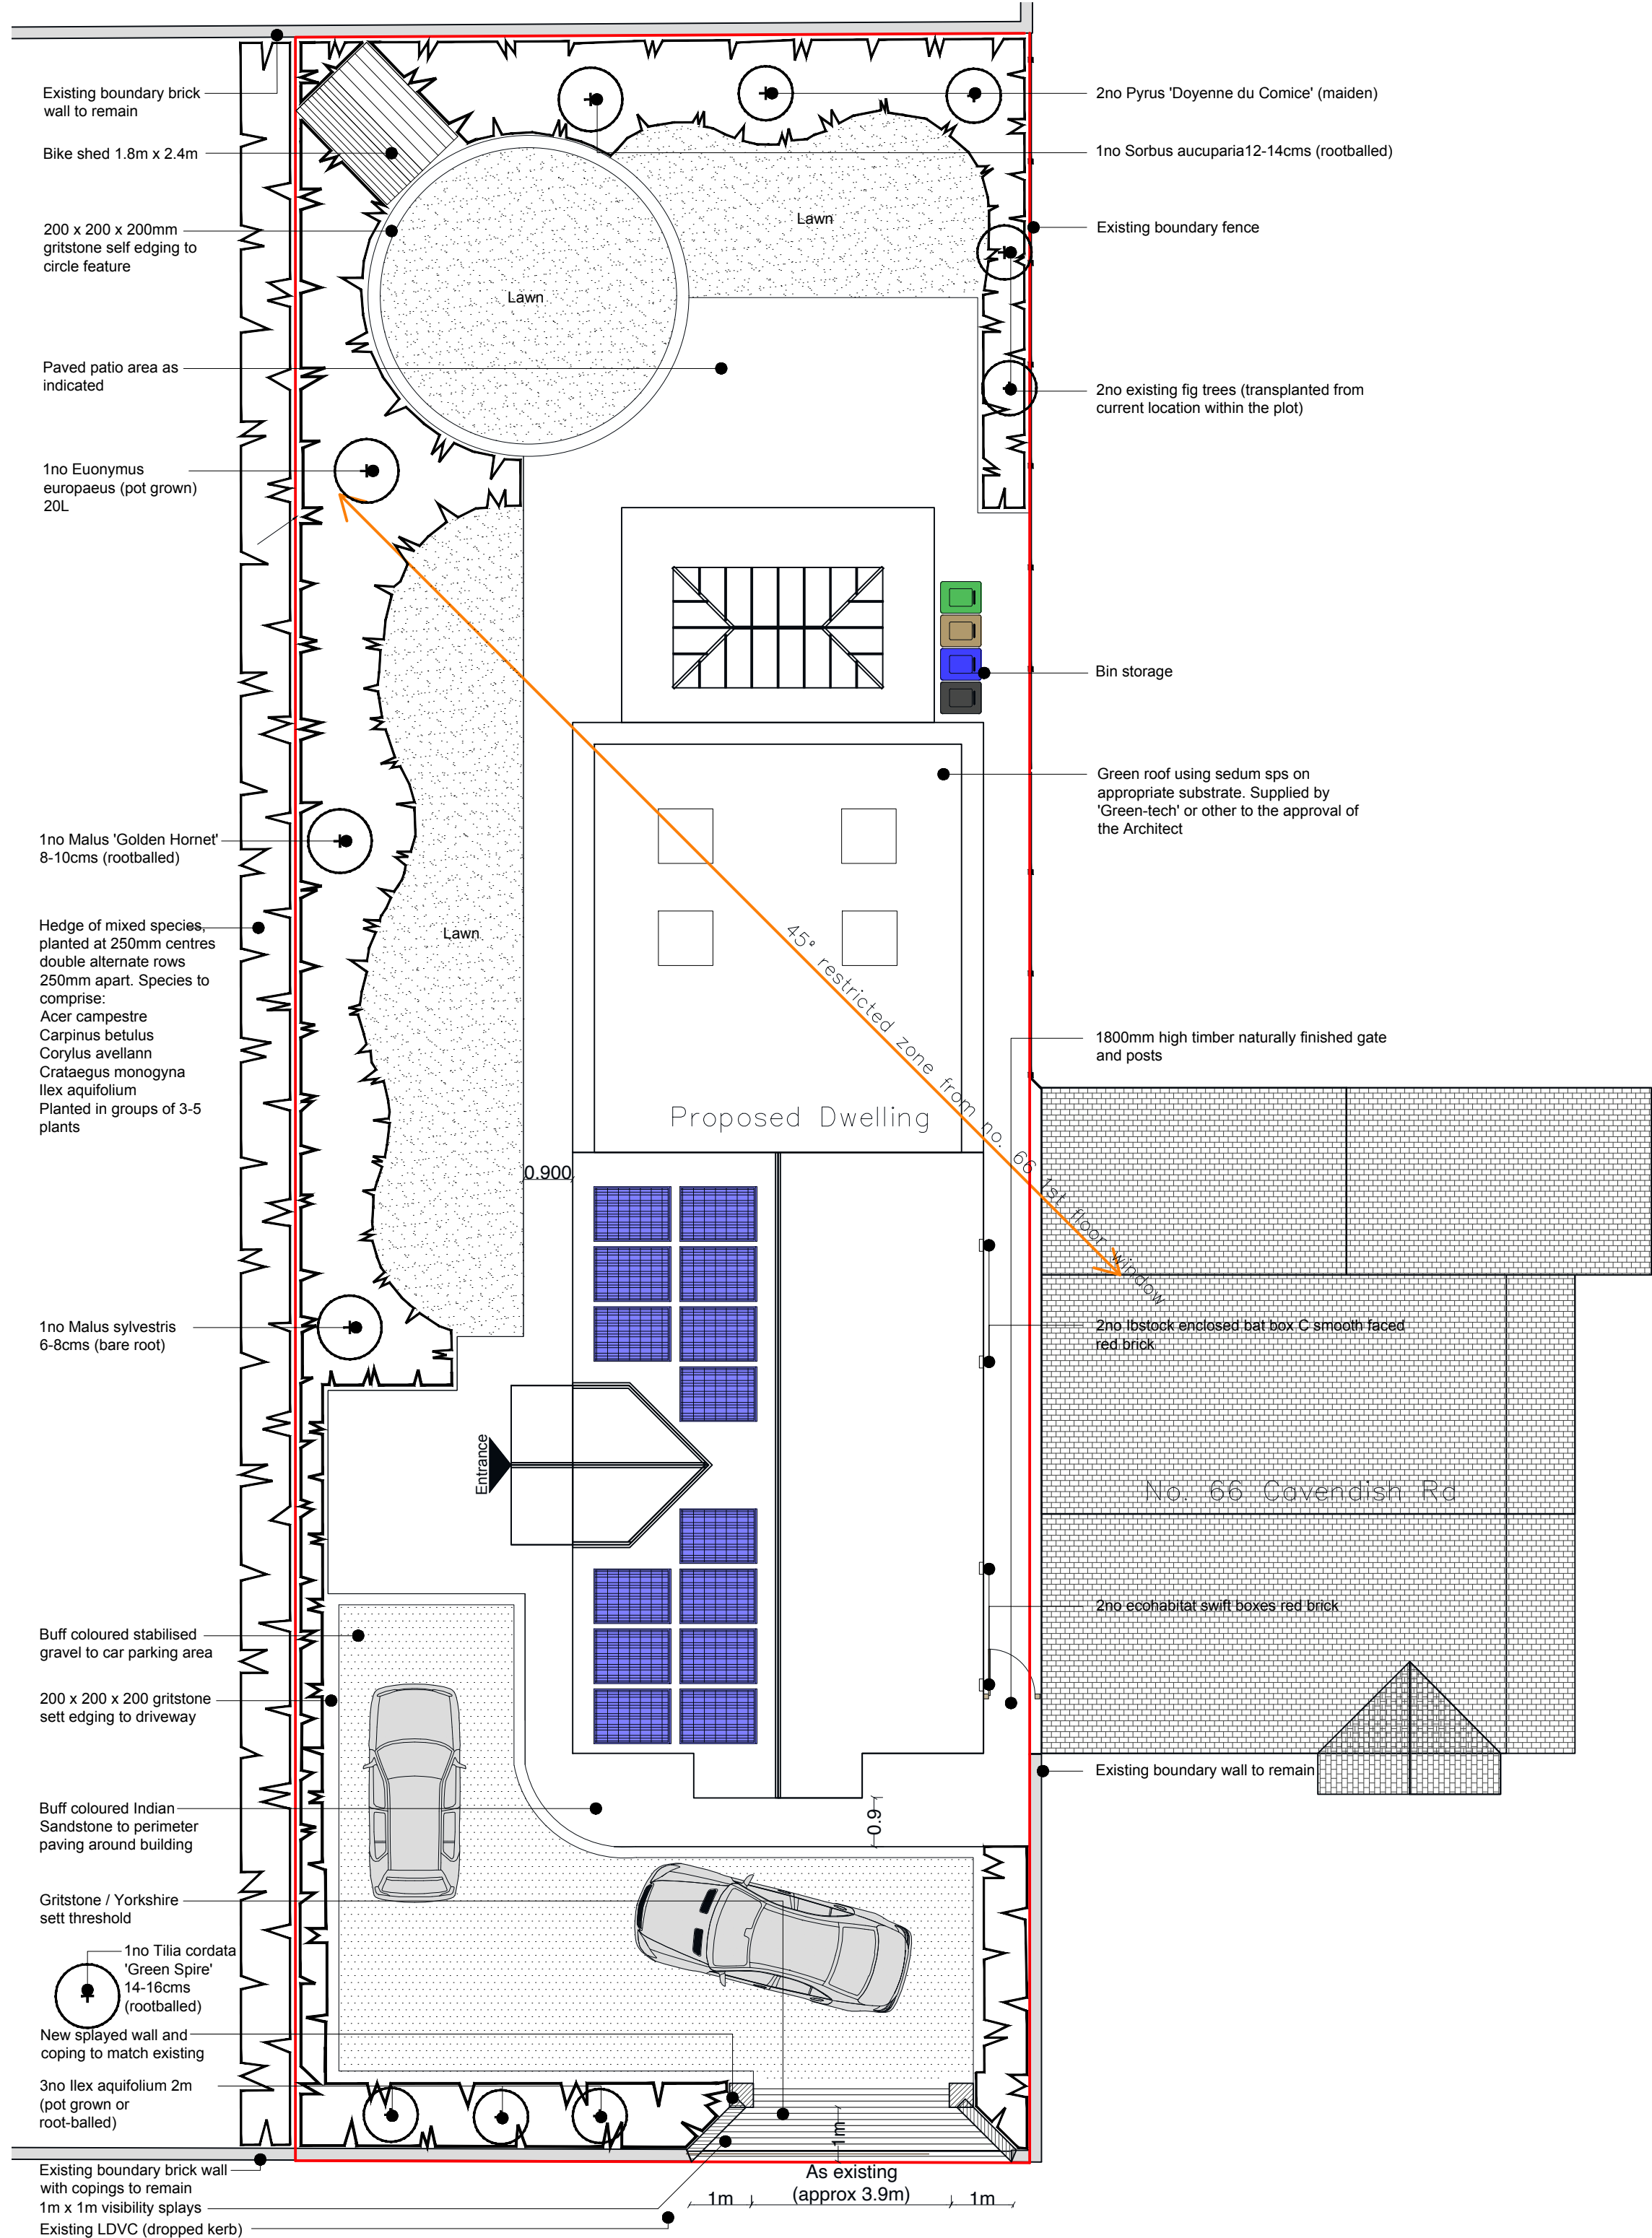 Existing boundary brick
wall to remain
Bike shed 1.8m x 2.4m
200 x 200 x 200mm
gritstone self edging to
circle feature
Paved patio area as
indicated
1no Euonymus
europaeus (pot grown)
20L
1no Malus 'Golden Hornet'
8-10cms (rootballed)
Hedge of mixed species,
planted at 250mm centres
double alternate rows
250mm apart. Species to
comprise:
Acer campestre
Carpinus betulus
Corylus avellann
Crataegus monogyna
Ilex aquifolium
Planted in groups of 3-5
plants
1no Malus sylvestris
6-8cms (bare root)
Buff coloured stabilised
gravel to car parking area
200 x 200 x 200 gritstone
sett edging to driveway
Buff coloured Indian
Sandstone to perimeter
paving around building
Gritstone / Yorkshire
sett threshold
1no Tilia cordata
'Green Spire'
14-16cms
(rootballed)
New splayed wall and
coping to match existing
3no Ilex aquifolium 2m
(pot grown or
root-balled)
Existing boundary brick wall
with copings to remain
1m x 1m visibility splays
Existing LDVC (dropped kerb)
Lawn
Lawn
Lawn
45° restricted zone from no. 66 1st floor window
Proposed Dwelling
0.900
Entrance
0.9
1m
As existing
(approx 3.9m)
1m
1m
2no Pyrus 'Doyenne du Comice' (maiden)
1no Sorbus aucuparia12-14cms (rootballed)
Existing boundary fence
2no existing fig trees (transplanted from
current location within the plot)
Bin storage
Green roof using sedum sps on
appropriate substrate. Supplied by
'Green-tech' or other to the approval of
the Architect
1800mm high timber naturally finished gate
and posts
2no Ibstock enclosed bat box C smooth faced
red brick
No. 66 Cavendish Rd
2no ecohabitat swift boxes red brick
Existing boundary wall to remain